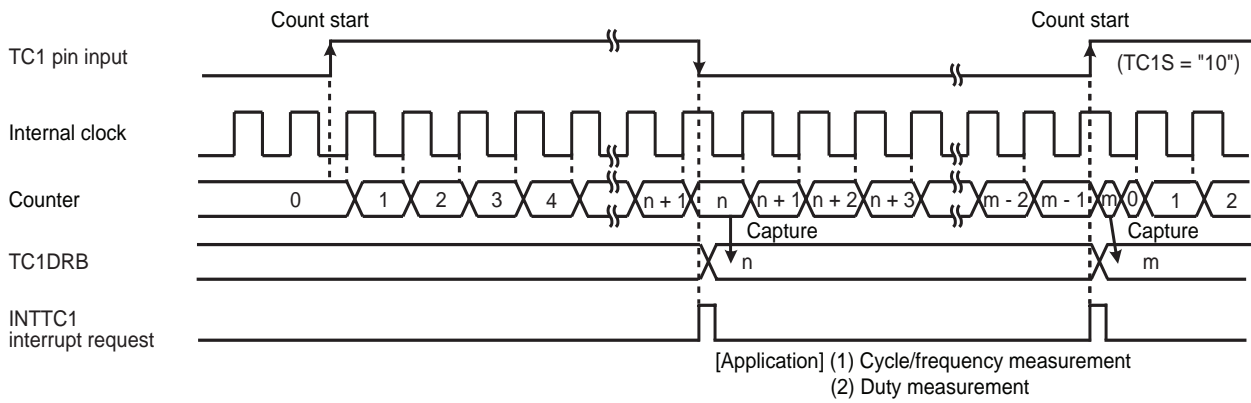 Count start Count start
TC1 pin input (TC1S = "10")
Internal clock
Counter 0 1 2 3 4 n + 1 n n + 1 n + 2 n + 3 m - 2 m - 1 m 0 1 2
Capture Capture
TC1DRB n m
INTTC1
interrupt request
[Application] (1) Cycle/frequency measurement
(2) Duty measurement